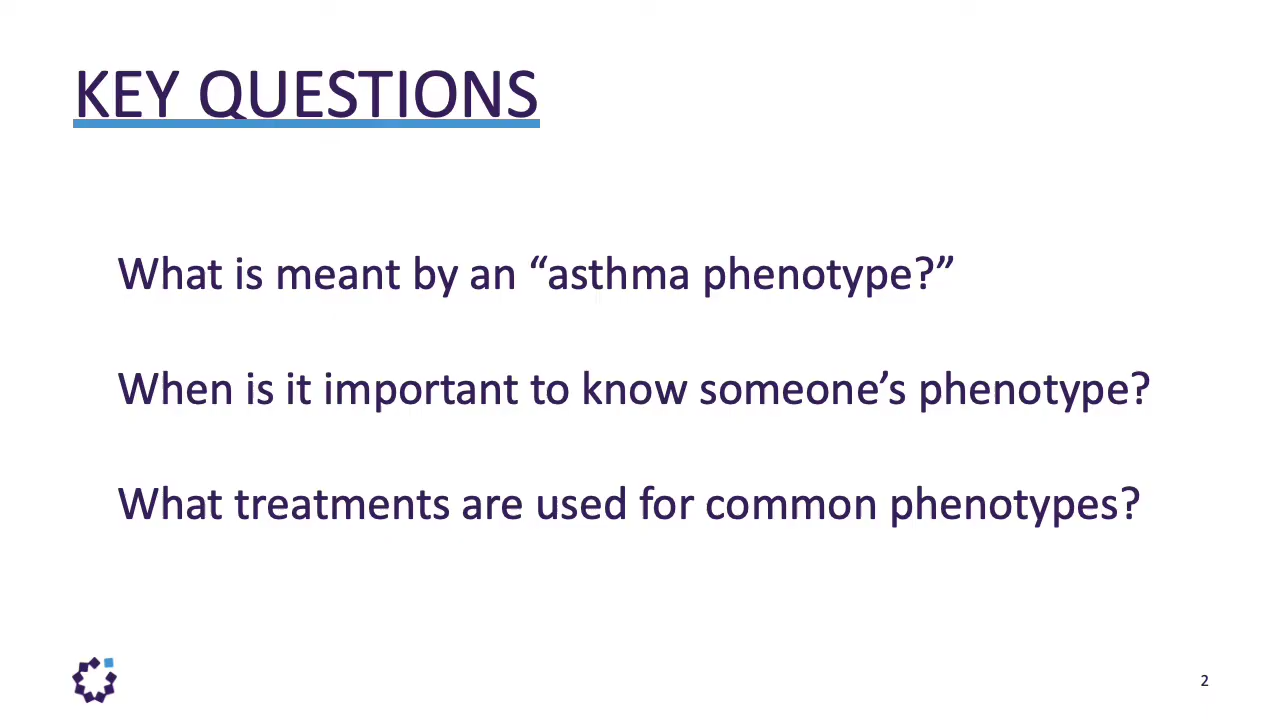 KEY QUESTIONS
What is meant by an “asthma phenotype?”
When is it important to know someone’s phenotype?
What treatments are used for common phenotypes?
2